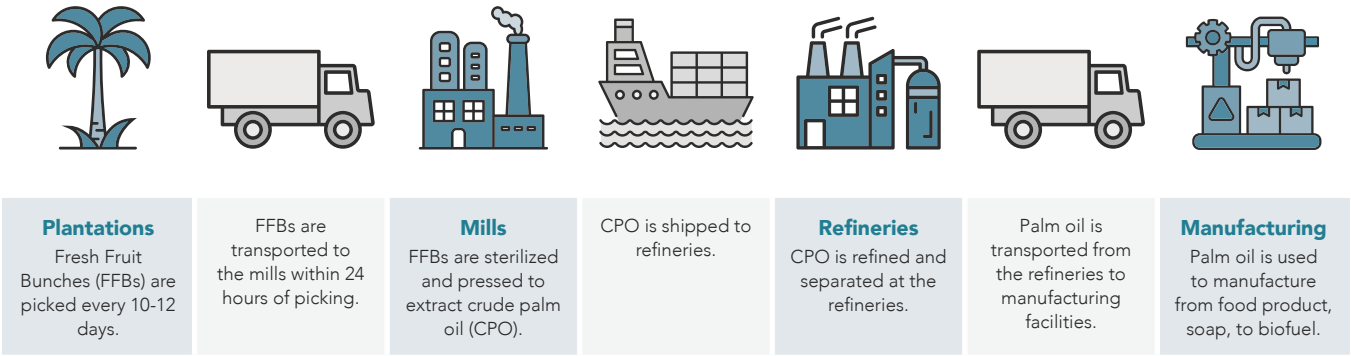 Plantations
Fresh Fruit
Bunches (FFBs) are
picked every 10-12
days.
FFBs are
transported to
the mills within 24
hours of picking.
Mills
FFBs are sterilized
and pressed to
extract crude palm
oil (CPO).
CPO is shipped to
refineries.
Refineries
CPO is refined and
separated at the
refineries.
Palm oil is
transported from
the refineries to
manufacturing
facilities.
Manufacturing
Palm oil is used
to manufacture
from food product,
soap, to biofuel.